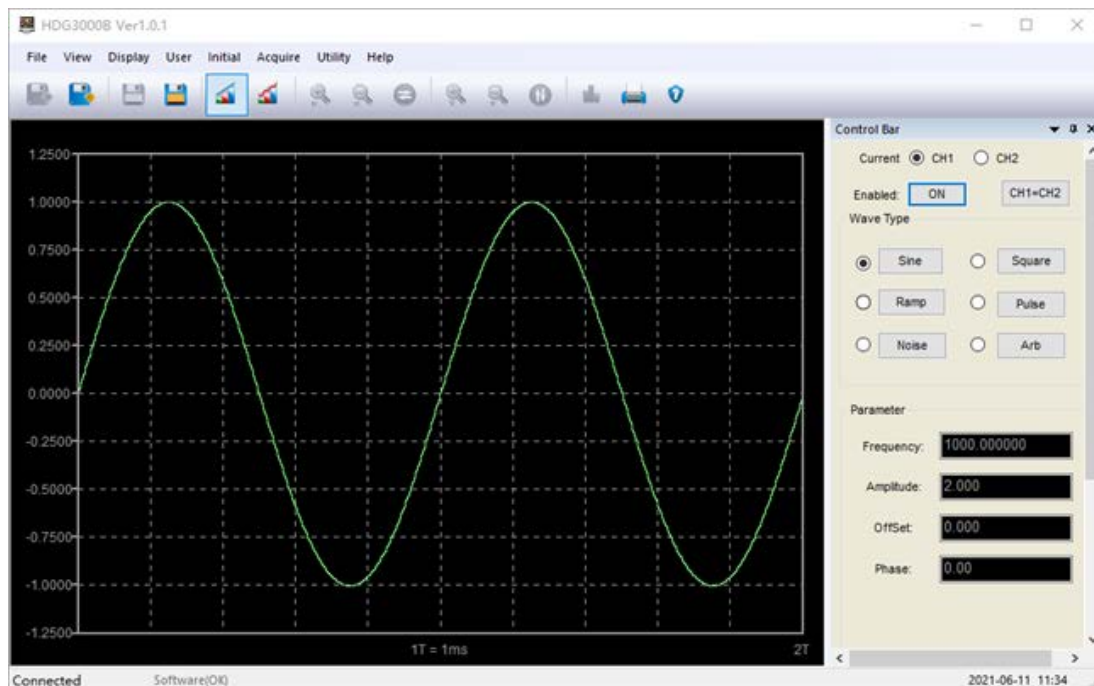 HDG3000B Ver1.0.1
File View Display User Initial Acquire Utility Help
Control Bar
Current CH1 CH2
Enabled: ON CH1=CH2
Wave Type
Sine Square
Ramp Pulse
Noise Arb
Parameter
Frequency: 1000.000000
Amplitude: 2.000
OffSet: 0.000
Phase: 0.00
1.2500
1.0000
0.7500
0.5000
0.2500
0.0000
-0.2500
-0.5000
-0.7500
-1.0000
-1.2500
1T = 1ms 2T
Connected Software(OK) 2021-06-11 11:34